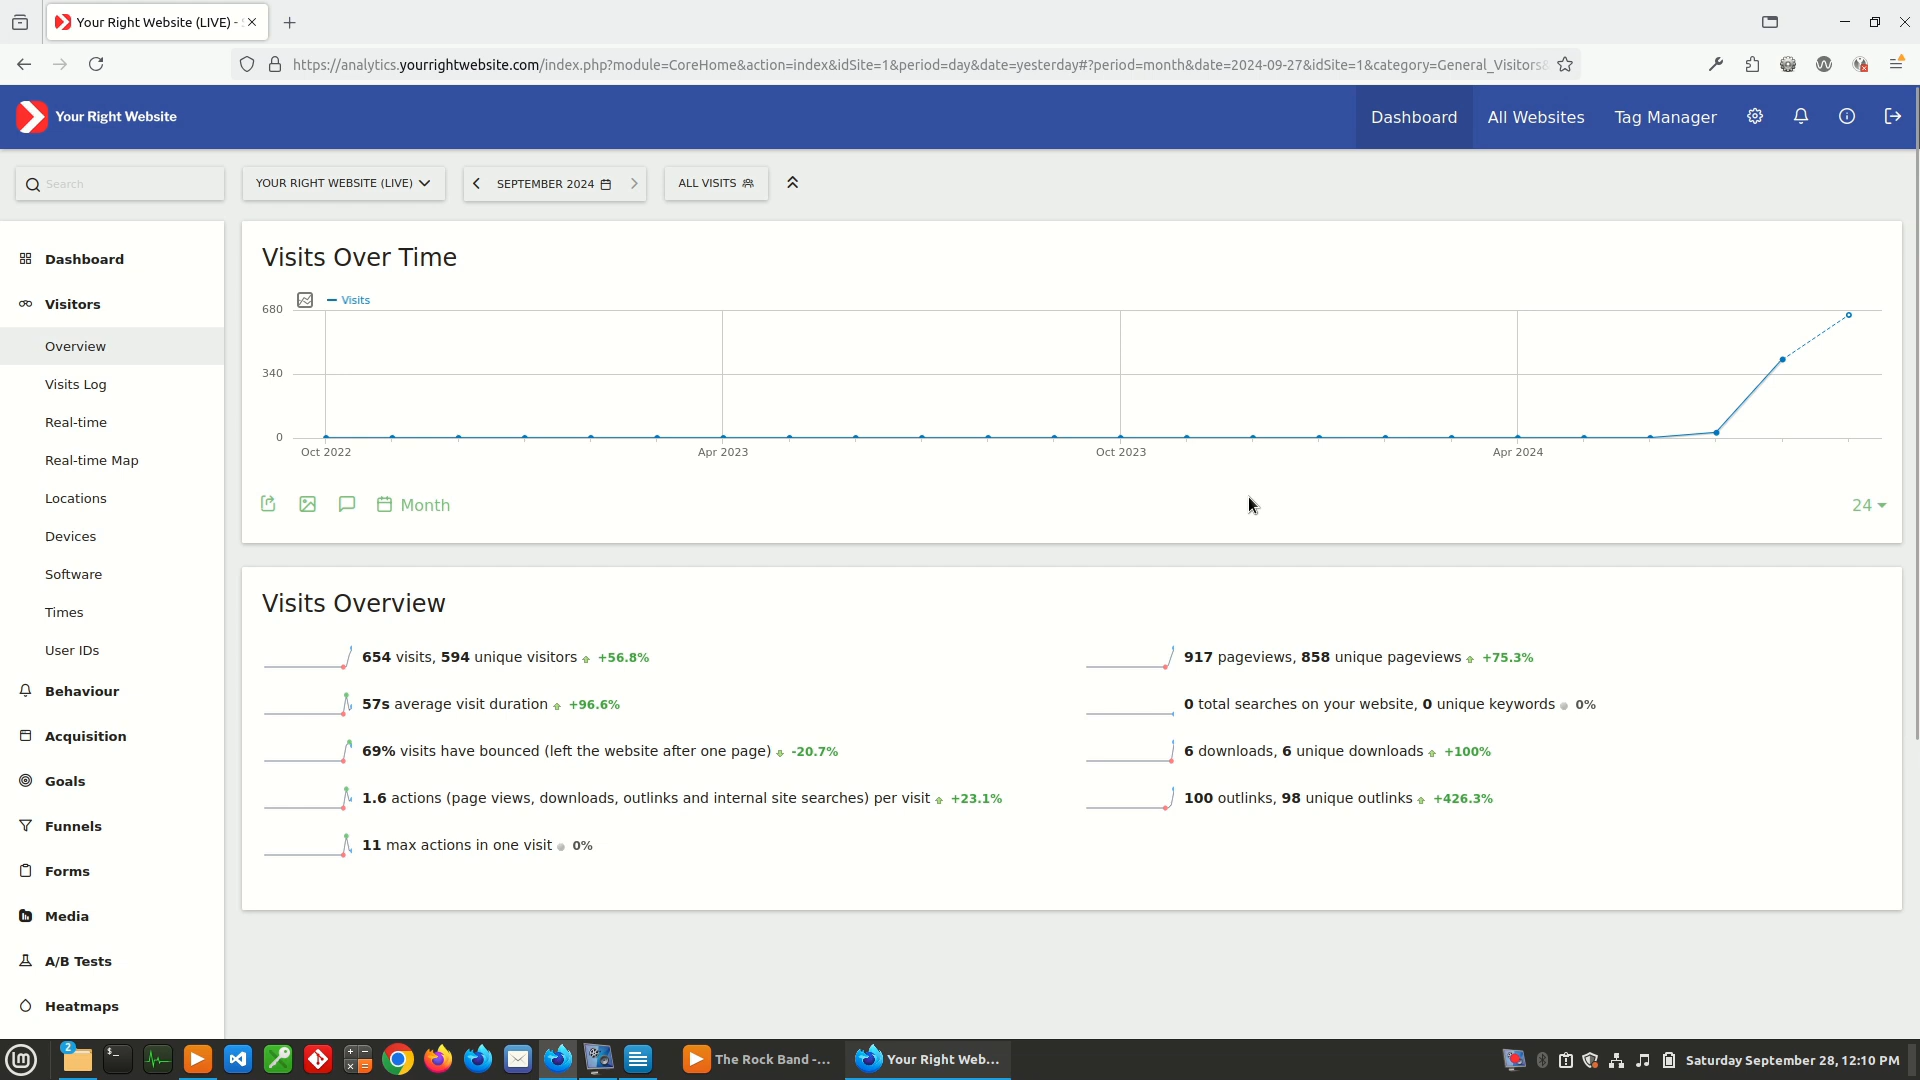 Your Right Website (LIVE) -
https://analytics.yourrightwebsite.com/index.php?module=CoreHome&action=index&idSite=1&period=day&date=yesterday#?period=month&date=2024-09-27&idSite=1&category=General_Visitors&
Your Right Website
Dashboard
All Websites
Tag Manager
Search
YOUR RIGHT WEBSITE (LIVE)
SEPTEMBER 2024
ALL VISITS
Dashboard
Visitors
Overview
Visits Log
Real-time
Real-time Map
Locations
Devices
Software
Times
User IDs
Behaviour
Acquisition
Goals
Funnels
Forms
Media
A/B Tests
Heatmaps
Visits Over Time
Visits
680
340
0
Oct 2022
Apr 2023
Oct 2023
Apr 2024
Month
24
Visits Overview
654 visits, 594 unique visitors +56.8%
57s average visit duration +96.6%
69% visits have bounced (left the website after one page) -20.7%
1.6 actions (page views, downloads, outlinks and internal site searches) per visit +23.1%
11 max actions in one visit 0%
917 pageviews, 858 unique pageviews +75.3%
0 total searches on your website, 0 unique keywords 0%
6 downloads, 6 unique downloads +100%
100 outlinks, 98 unique outlinks +426.3%
2
The Rock Band -...
Your Right Web...
Saturday September 28, 12:10 PM